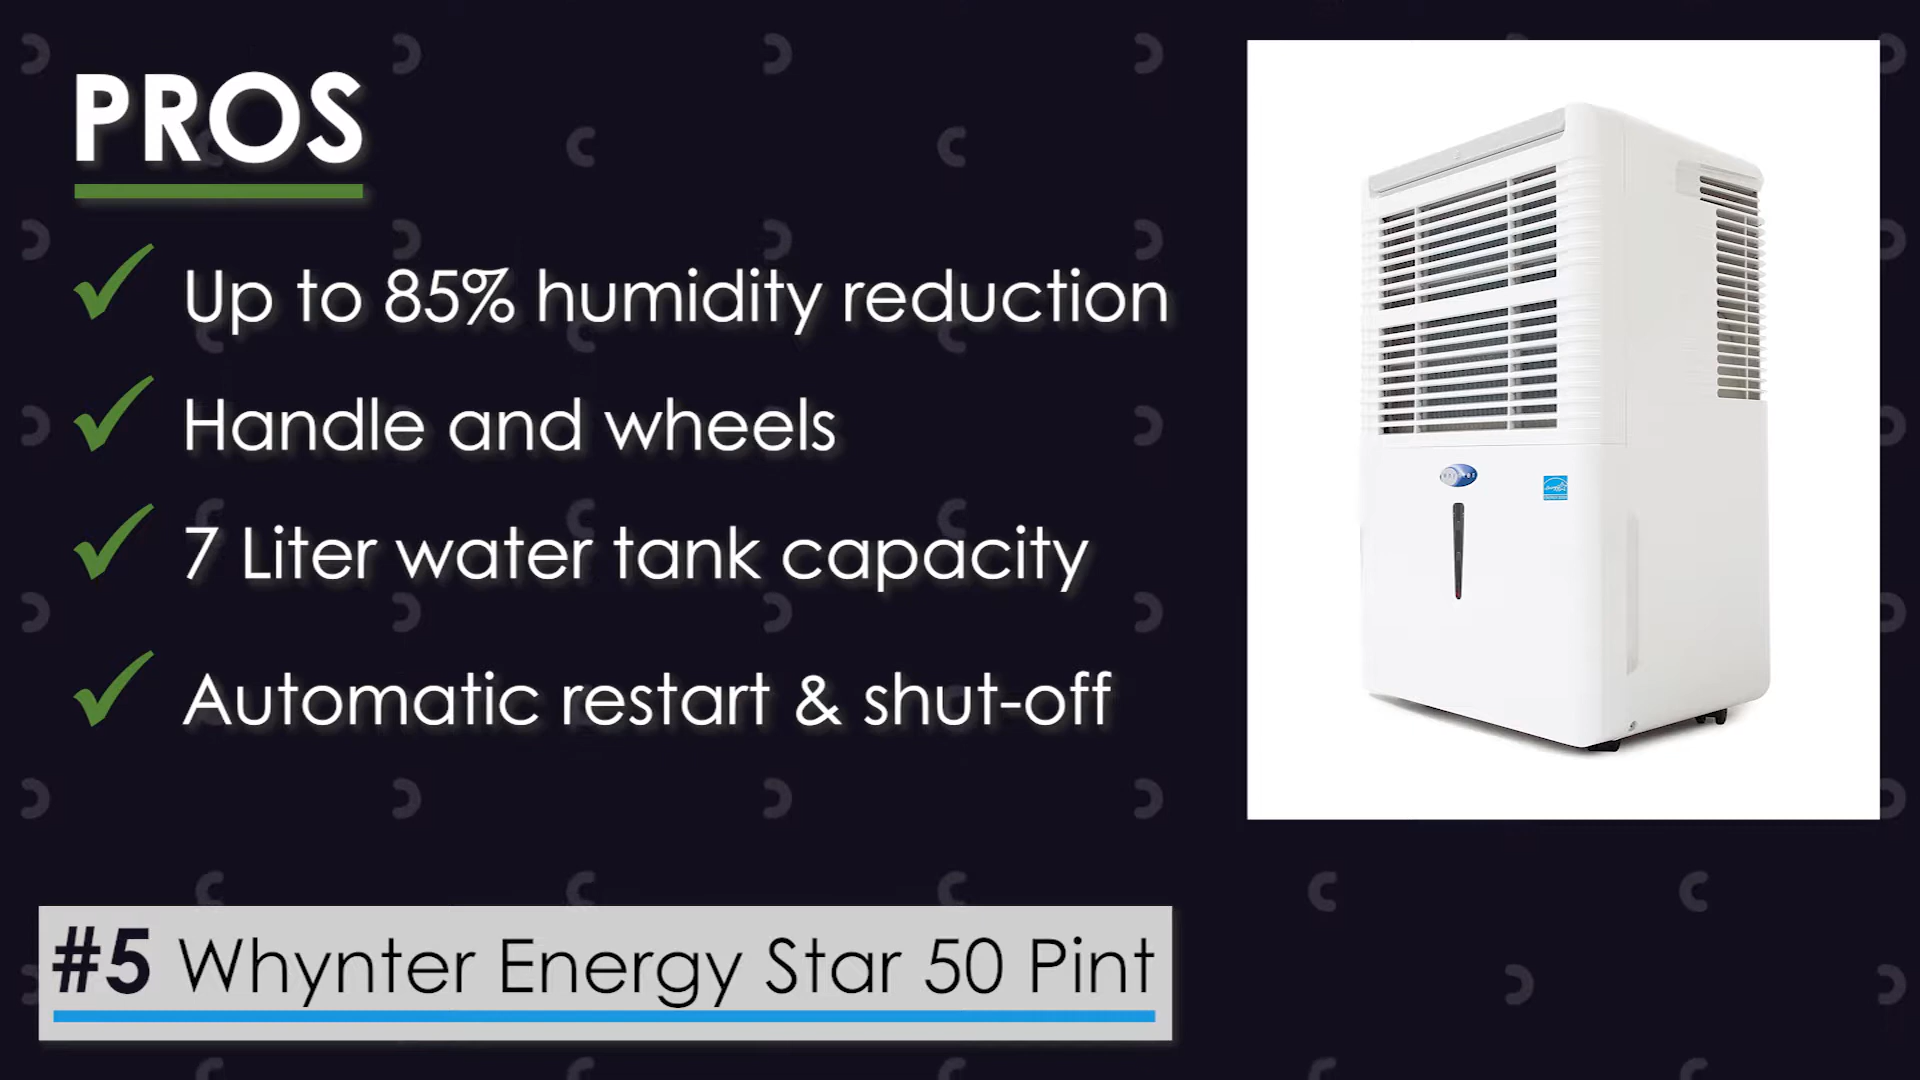 PROS
Up to 85% humidity reduction
Handle and wheels
7 Liter water tank capacity
Automatic restart & shut-off
#5 Whynter Energy Star 50 Pint